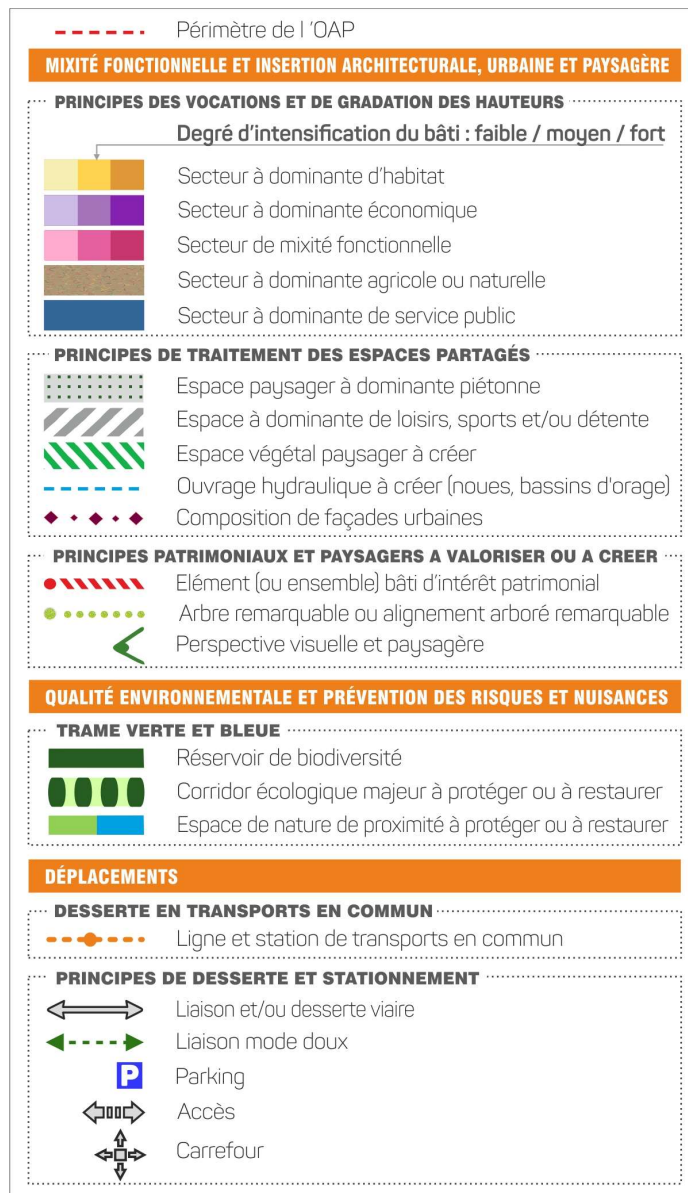 Périmètre de l 'OAP
MIXITÉ FONCTIONNELLE ET INSERTION ARCHITECTURALE, URBAINE ET PAYSAGÈRE
PRINCIPES DES VOCATIONS ET DE GRADATION DES HAUTEURS
Degré d'intensification du bâti : faible / moyen / fort
Secteur à dominante d'habitat
Secteur à dominante économique
Secteur de mixité fonctionnelle
Secteur à dominante agricole ou naturelle
Secteur à dominante de service public
PRINCIPES DE TRAITEMENT DES ESPACES PARTAGÉS
Espace paysager à dominante piétonne
Espace à dominante de loisirs, sports et/ou détente
Espace végétal paysager à créer
Ouvrage hydraulique à créer (noues, bassins d'orage)
Composition de façades urbaines
PRINCIPES PATRIMONIAUX ET PAYSAGERS A VALORISER OU A CREER
Elément (ou ensemble) bâti d'intérêt patrimonial
Arbre remarquable ou alignement arboré remarquable
Perspective visuelle et paysagère
QUALITÉ ENVIRONNEMENTALE ET PRÉVENTION DES RISQUES ET NUISANCES
TRAME VERTE ET BLEUE
Réservoir de biodiversité
Corridor écologique majeur à protéger ou à restaurer
Espace de nature de proximité à protéger ou à restaurer
DÉPLACEMENTS
DESSERTE EN TRANSPORTS EN COMMUN
Ligne et station de transports en commun
PRINCIPES DE DESSERTE ET STATIONNEMENT
Liaison et/ou desserte viaire
Liaison mode doux
P Parking
Accès
Carrefour